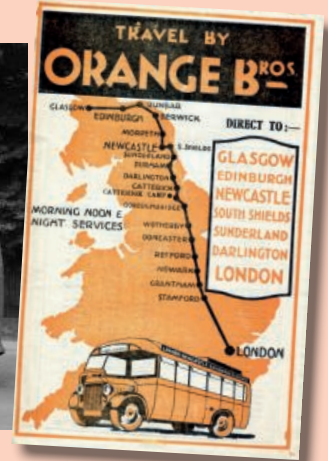 TRAVEL BY
ORANGE BROS.
GLASGOW
DUNBAR
EDINBURGH
BERWICK
MORPETH
NEWCASTLE
S. SHIELDS
SUNDERLAND
DURHAM
DARLINGTON
CATTERICK
CATTERICK CAMP
BOROUGHBRIDGE
WETHERBY
DONCASTER
RETFORD
NEWARK
GRANTHAM
STAMFORD
LONDON
MORNING NOON &
NIGHT SERVICES
DIRECT TO:—
GLASGOW
EDINBURGH
NEWCASTLE
SOUTH SHIELDS
SUNDERLAND
DARLINGTON
LONDON